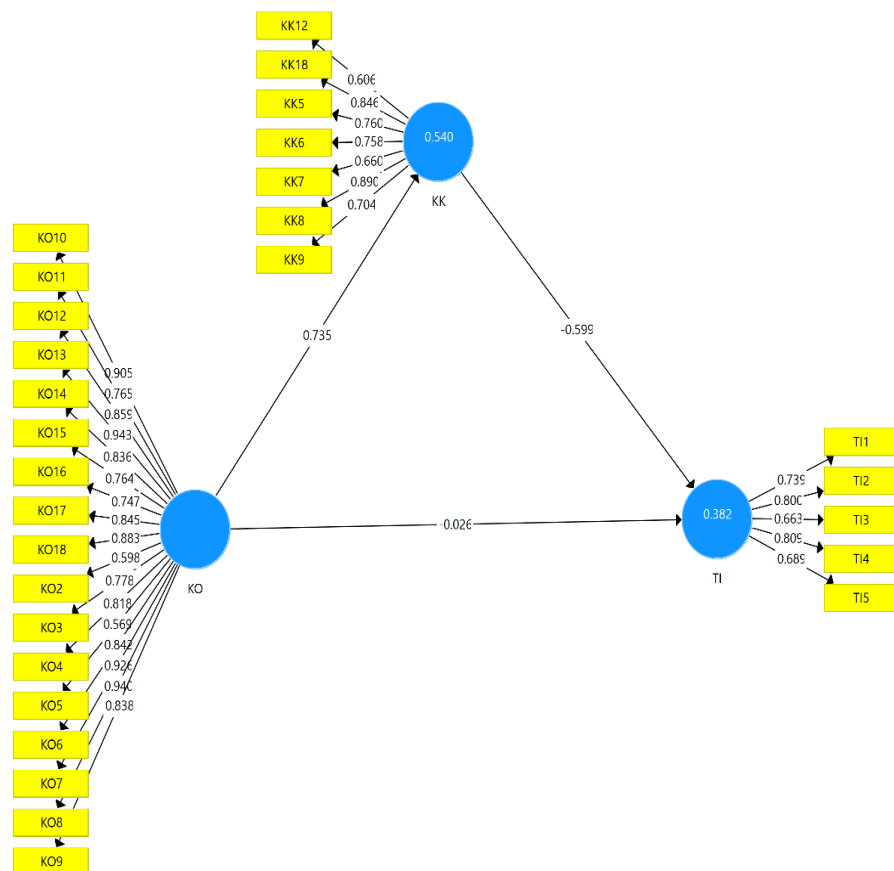 KK12
KK18
KK5
KK6
KK7
KK8
KK9
0.606
0.846
0.760
0.758
0.660
0.890
0.704
0.540
KK
KO10
KO11
KO12
KO13
KO14
KO15
KO16
KO17
KO18
KO2
KO3
KO4
KO5
KO6
KO7
KO8
KO9
0.905
0.765
0.859
0.943
0.836
0.764
0.747
0.845
0.883
0.598
0.778
0.818
0.569
0.842
0.926
0.940
0.838
KO
0.735
-0.599
-0.026
0.382
TI
0.739
0.800
0.663
0.809
0.689
TI1
TI2
TI3
TI4
TI5